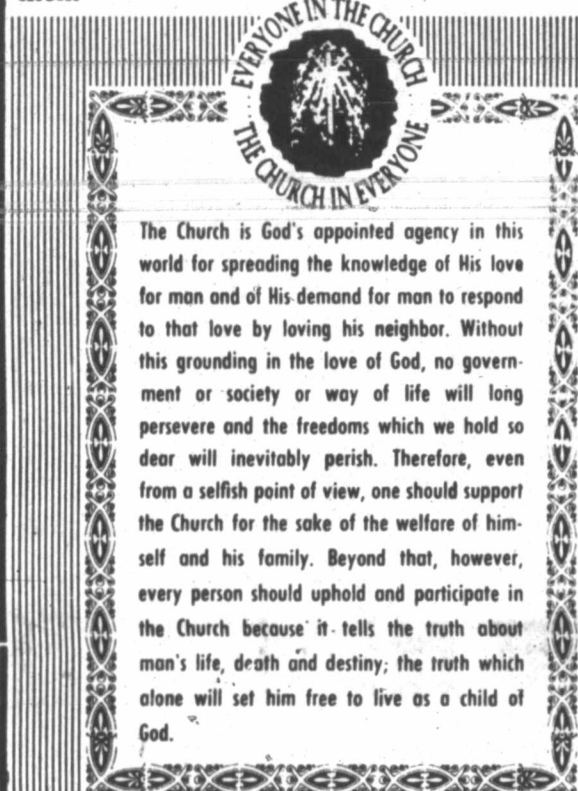 EVERYONE IN THE CHURCH
THE CHURCH IN EVERYONE
The Church is God's appointed agency in this
world for spreading the knowledge of His love
for man and of His demand for man to respond
to that love by loving his neighbor. Without
this grounding in the love of God, no govern-
ment or society or way of life will long
persevere and the freedoms which we hold so
dear will inevitably perish. Therefore, even
from a selfish point of view, one should support
the Church for the sake of the welfare of him-
self and his family. Beyond that, however,
every person should uphold and participate in
the Church because it tells the truth about
man's life, death and destiny; the truth which
alone will set him free to live as a child of
God.